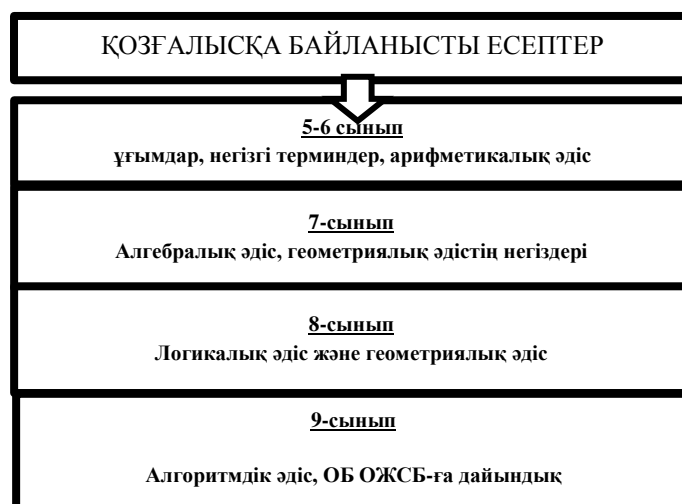 ҚОЗҒАЛЫСҚА БАЙЛАНЫСТЫ ЕСЕПТЕР
5-6 сынып
ұғымдар, негізгі терминдер, арифметикалық әдіс
7-сынып
Алгебралық әдіс, геометриялық әдістің негіздері
8-сынып
Логикалық әдіс және геометриялық әдіс
9-сынып
Алгоритмдік әдіс, ОБ ОЖСБ-ға дайындық